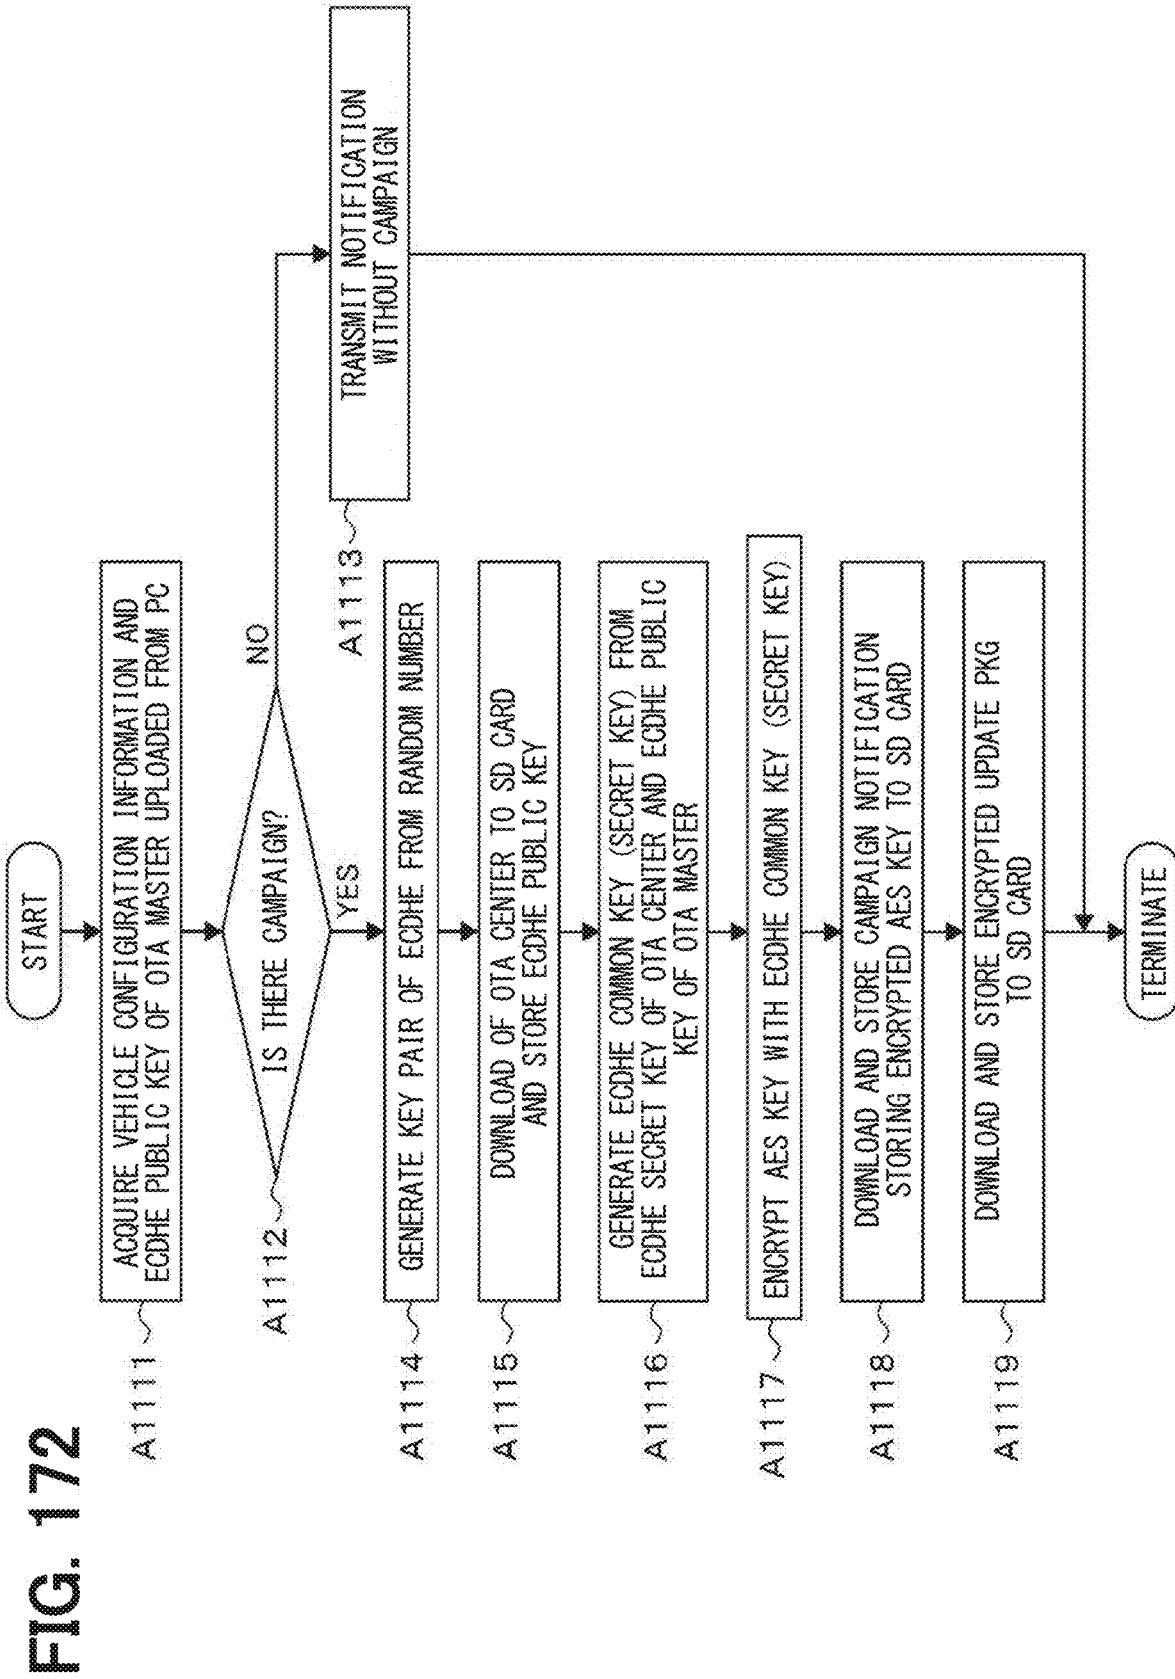 FIG. 172
START
A1111
ACQUIRE VEHICLE CONFIGURATION INFORMATION AND
ECDHE PUBLIC KEY OF OTA MASTER UPLOADED FROM PC
A1112
IS THERE CAMPAIGN?
NO
YES
A1113
TRANSMIT NOTIFICATION
WITHOUT CAMPAIGN
A1114
GENERATE KEY PAIR OF ECDHE FROM RANDOM NUMBER
A1115
DOWNLOAD OF OTA CENTER TO SD CARD
AND STORE ECDHE PUBLIC KEY
A1116
GENERATE ECDHE COMMON KEY (SECRET KEY) FROM
ECDHE SECRET KEY OF OTA CENTER AND ECDHE PUBLIC
KEY OF OTA MASTER
A1117
ENCRYPT AES KEY WITH ECDHE COMMON KEY (SECRET KEY)
A1118
DOWNLOAD AND STORE CAMPAIGN NOTIFICATION
STORING ENCRYPTED AES KEY TO SD CARD
A1119
DOWNLOAD AND STORE ENCRYPTED UPDATE PKG
TO SD CARD
TERMINATE